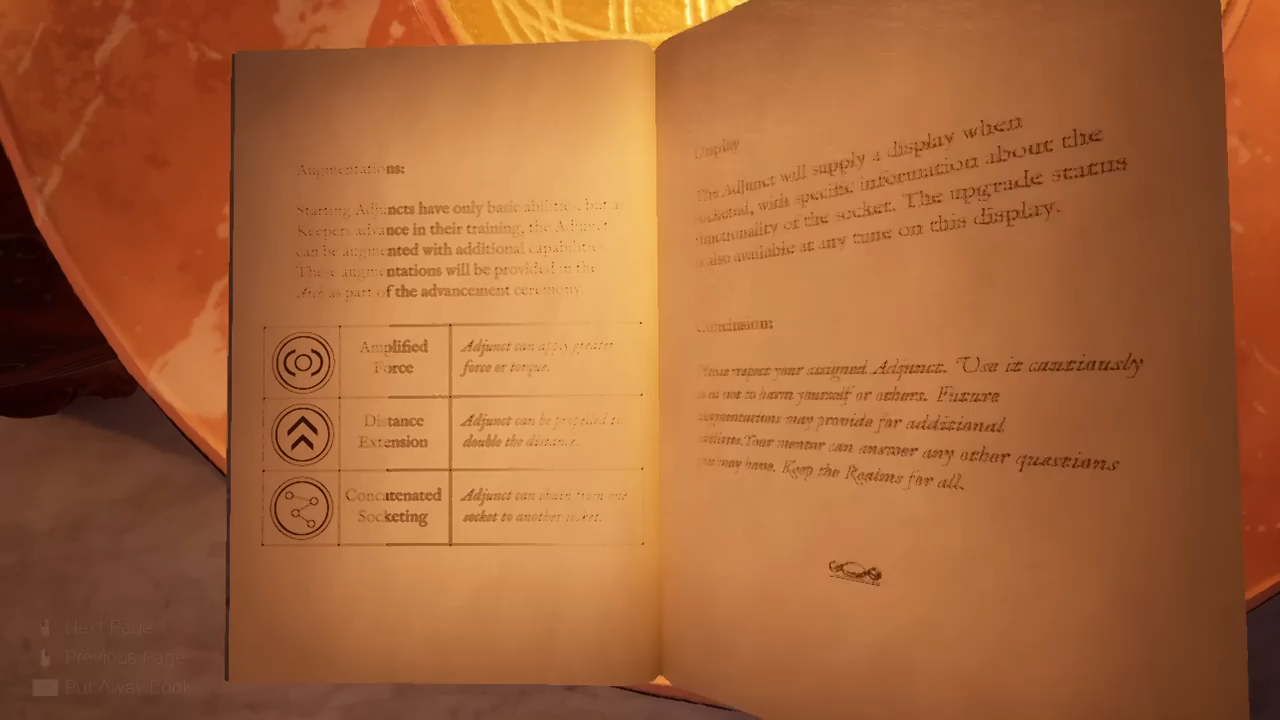 Augmentations:
Starting Adjuncts have only basic abilities, but as
Keepers advance in their training, the Adjunct
can be augmented with additional capabilities.
These augmentations will be provided in the
as part of the advancement ceremony.
Amplified
Force
Adjunct can apply greater
force or torque.
Distance
Extension
Adjunct can be propelled to
double the distance.
Concatenated
Socketing
Adjunct can chain from one
socket to another socket.
Display
The Adjunct will supply a display when
socketed, with specific information about the
functionality of the socket. The upgrade status
is also available at any time on this display.
Conclusion:
Please respect your assigned Adjunct. Use it cautiously
so as not to harm yourself or others. Future
augmentations may provide for additional
abilities. Your mentor can answer any other questions
you may have. Keep the Realms for all.
Next Page
Previous Page
Put Away Book